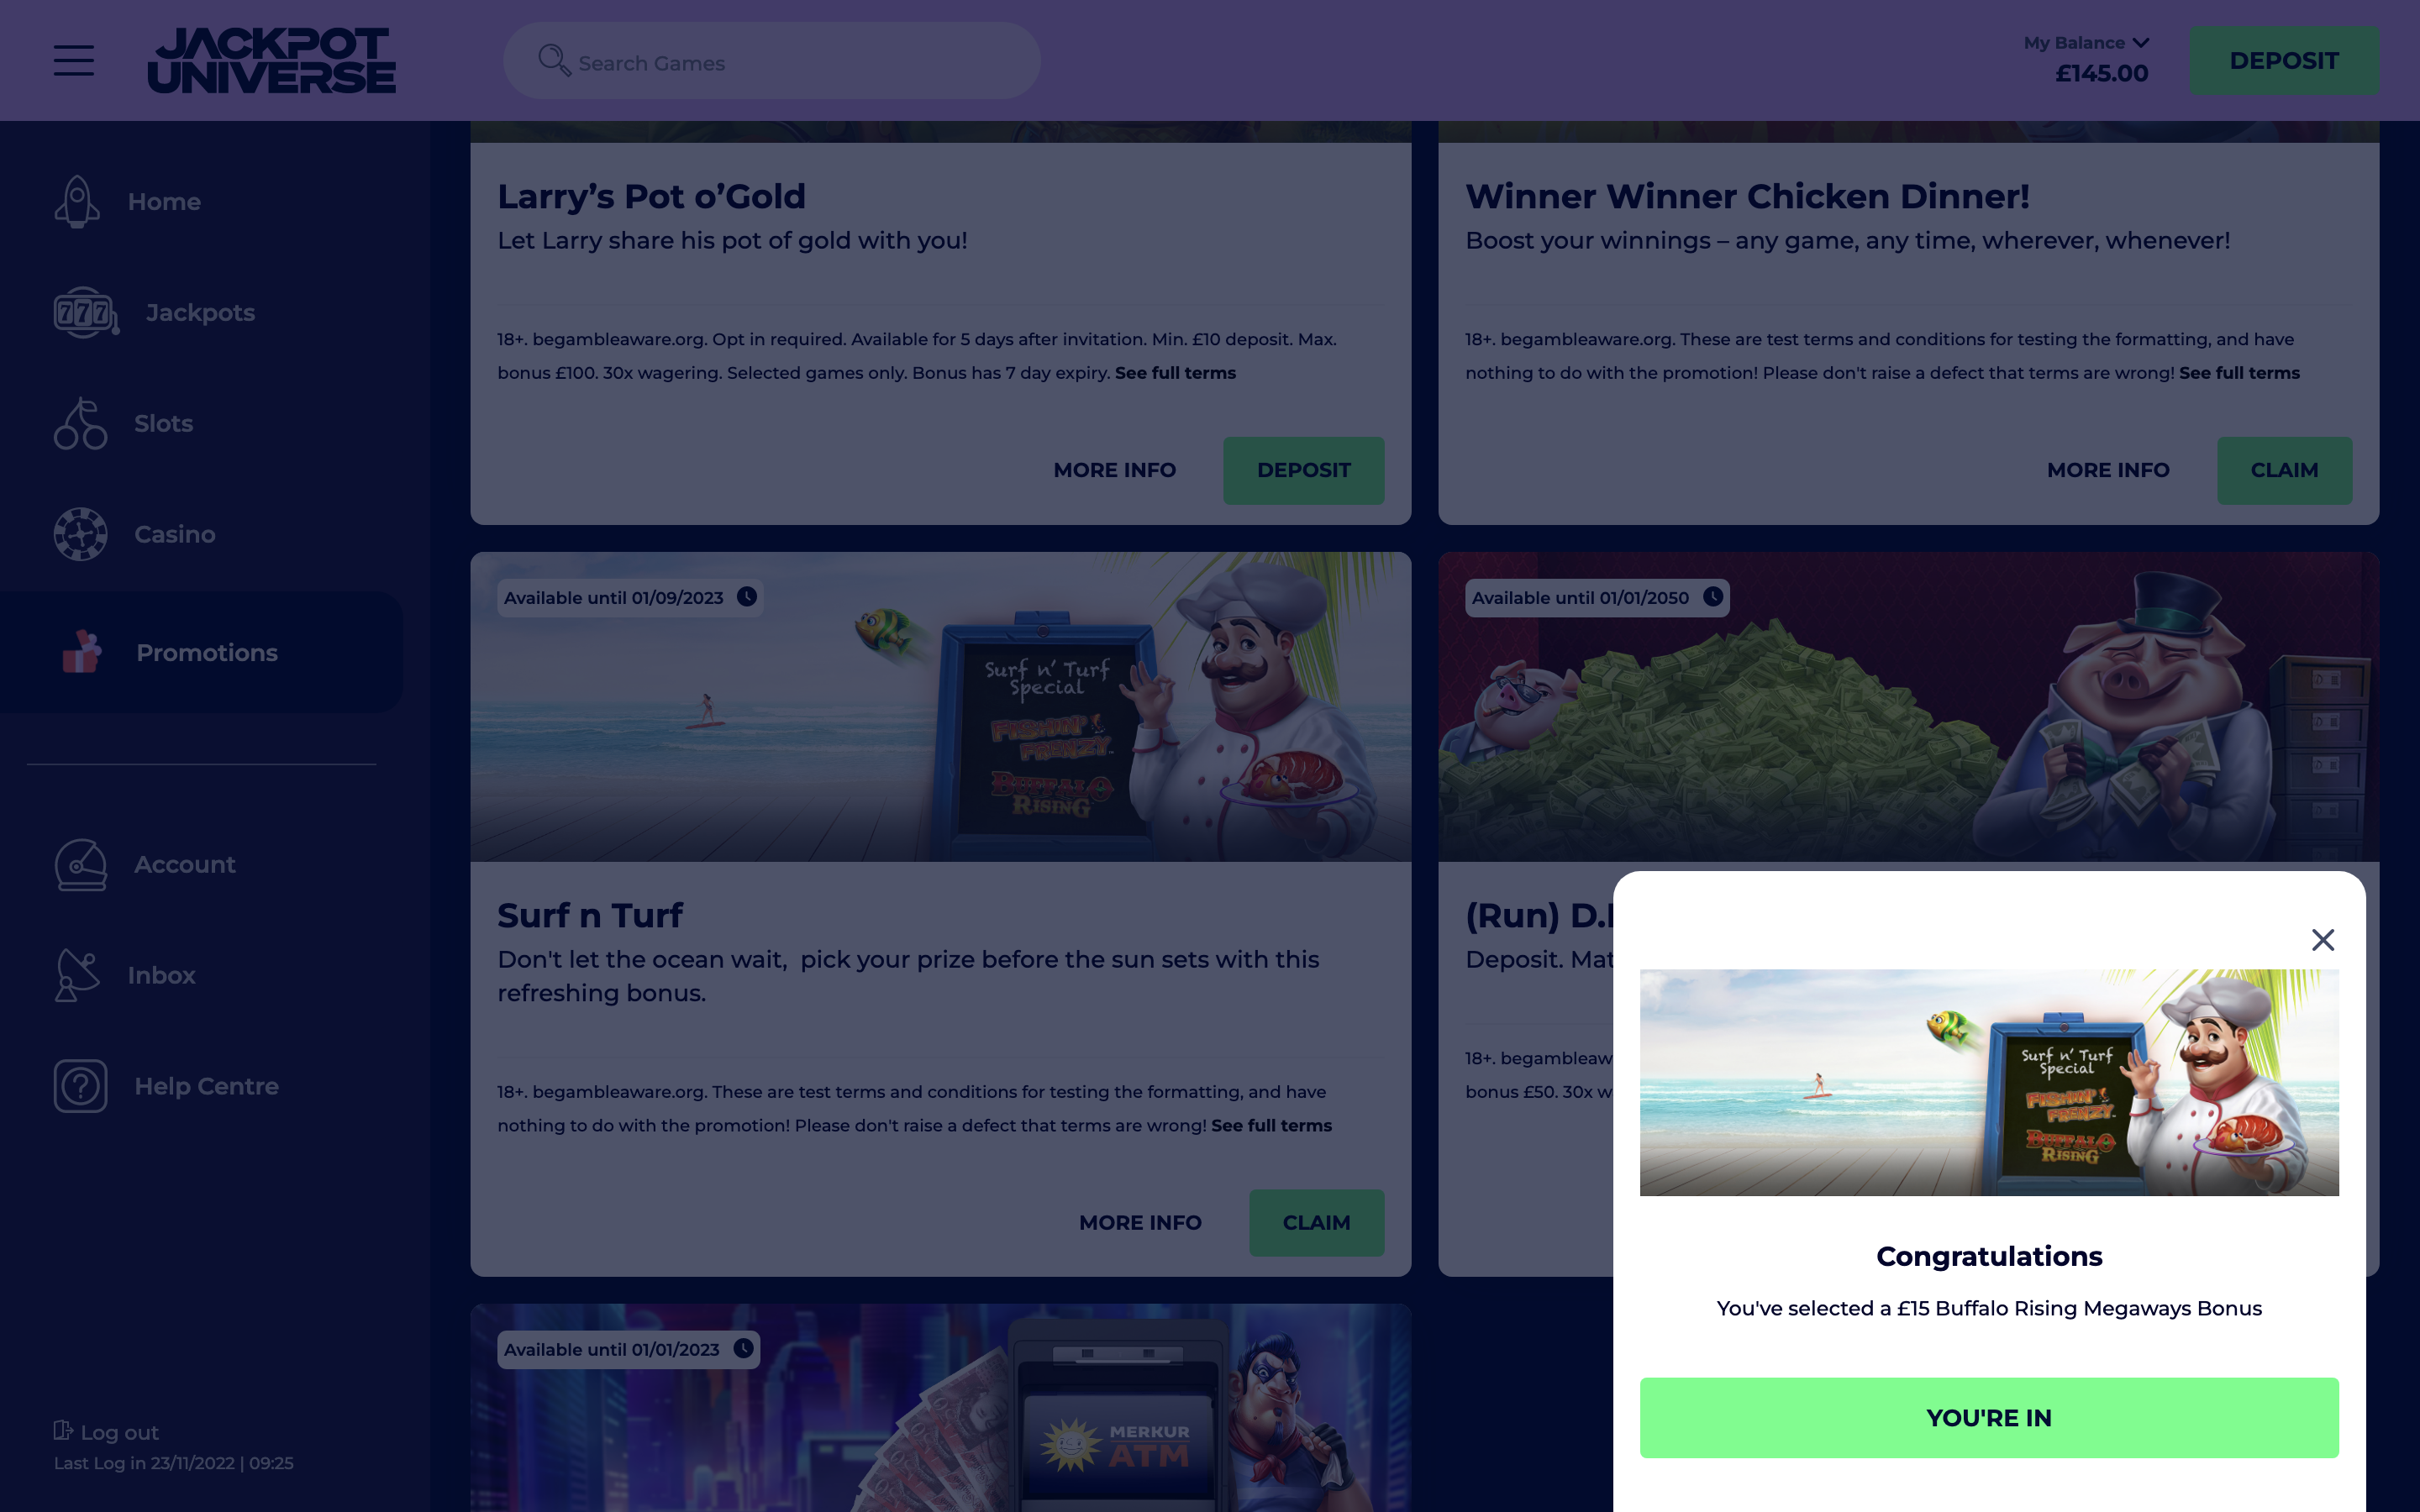 JACKPOT
UNIVERSE
Search Games
My Balance
£145.00
DEPOSIT
Home
777
Jackpots
Slots
Casino
Promotions
Account
Inbox
Help Centre
Log out
Last Log in 23/11/2022 | 09:25
Larry’s Pot o’Gold
Let Larry share his pot of gold with you!
18+. begambleaware.org. Opt in required. Available for 5 days after invitation. Min. £10 deposit. Max.
bonus £100. 30x wagering. Selected games only. Bonus has 7 day expiry. See full terms
MORE INFO
DEPOSIT
Winner Winner Chicken Dinner!
Boost your winnings – any game, any time, wherever, whenever!
18+. begambleaware.org. These are test terms and conditions for testing the formatting, and have
nothing to do with the promotion! Please don't raise a defect that terms are wrong! See full terms
MORE INFO
CLAIM
Available until 01/09/2023
Surf n' Turf
Special
FISHIN'
FRENZY
BUFFALO
RISING
Surf n Turf
Don't let the ocean wait,  pick your prize before the sun sets with this
refreshing bonus.
18+. begambleaware.org. These are test terms and conditions for testing the formatting, and have
nothing to do with the promotion! Please don't raise a defect that terms are wrong! See full terms
MORE INFO
CLAIM
Available until 01/01/2050
(Run) D.
Deposit. Mat
18+. begambleaw
bonus £50. 30x w
Available until 01/01/2023
MERKUR
ATM
Surf n' Turf
Special
FISHIN'
FRENZY
BUFFALO
RISING
Congratulations
You've selected a £15 Buffalo Rising Megaways Bonus
YOU'RE IN